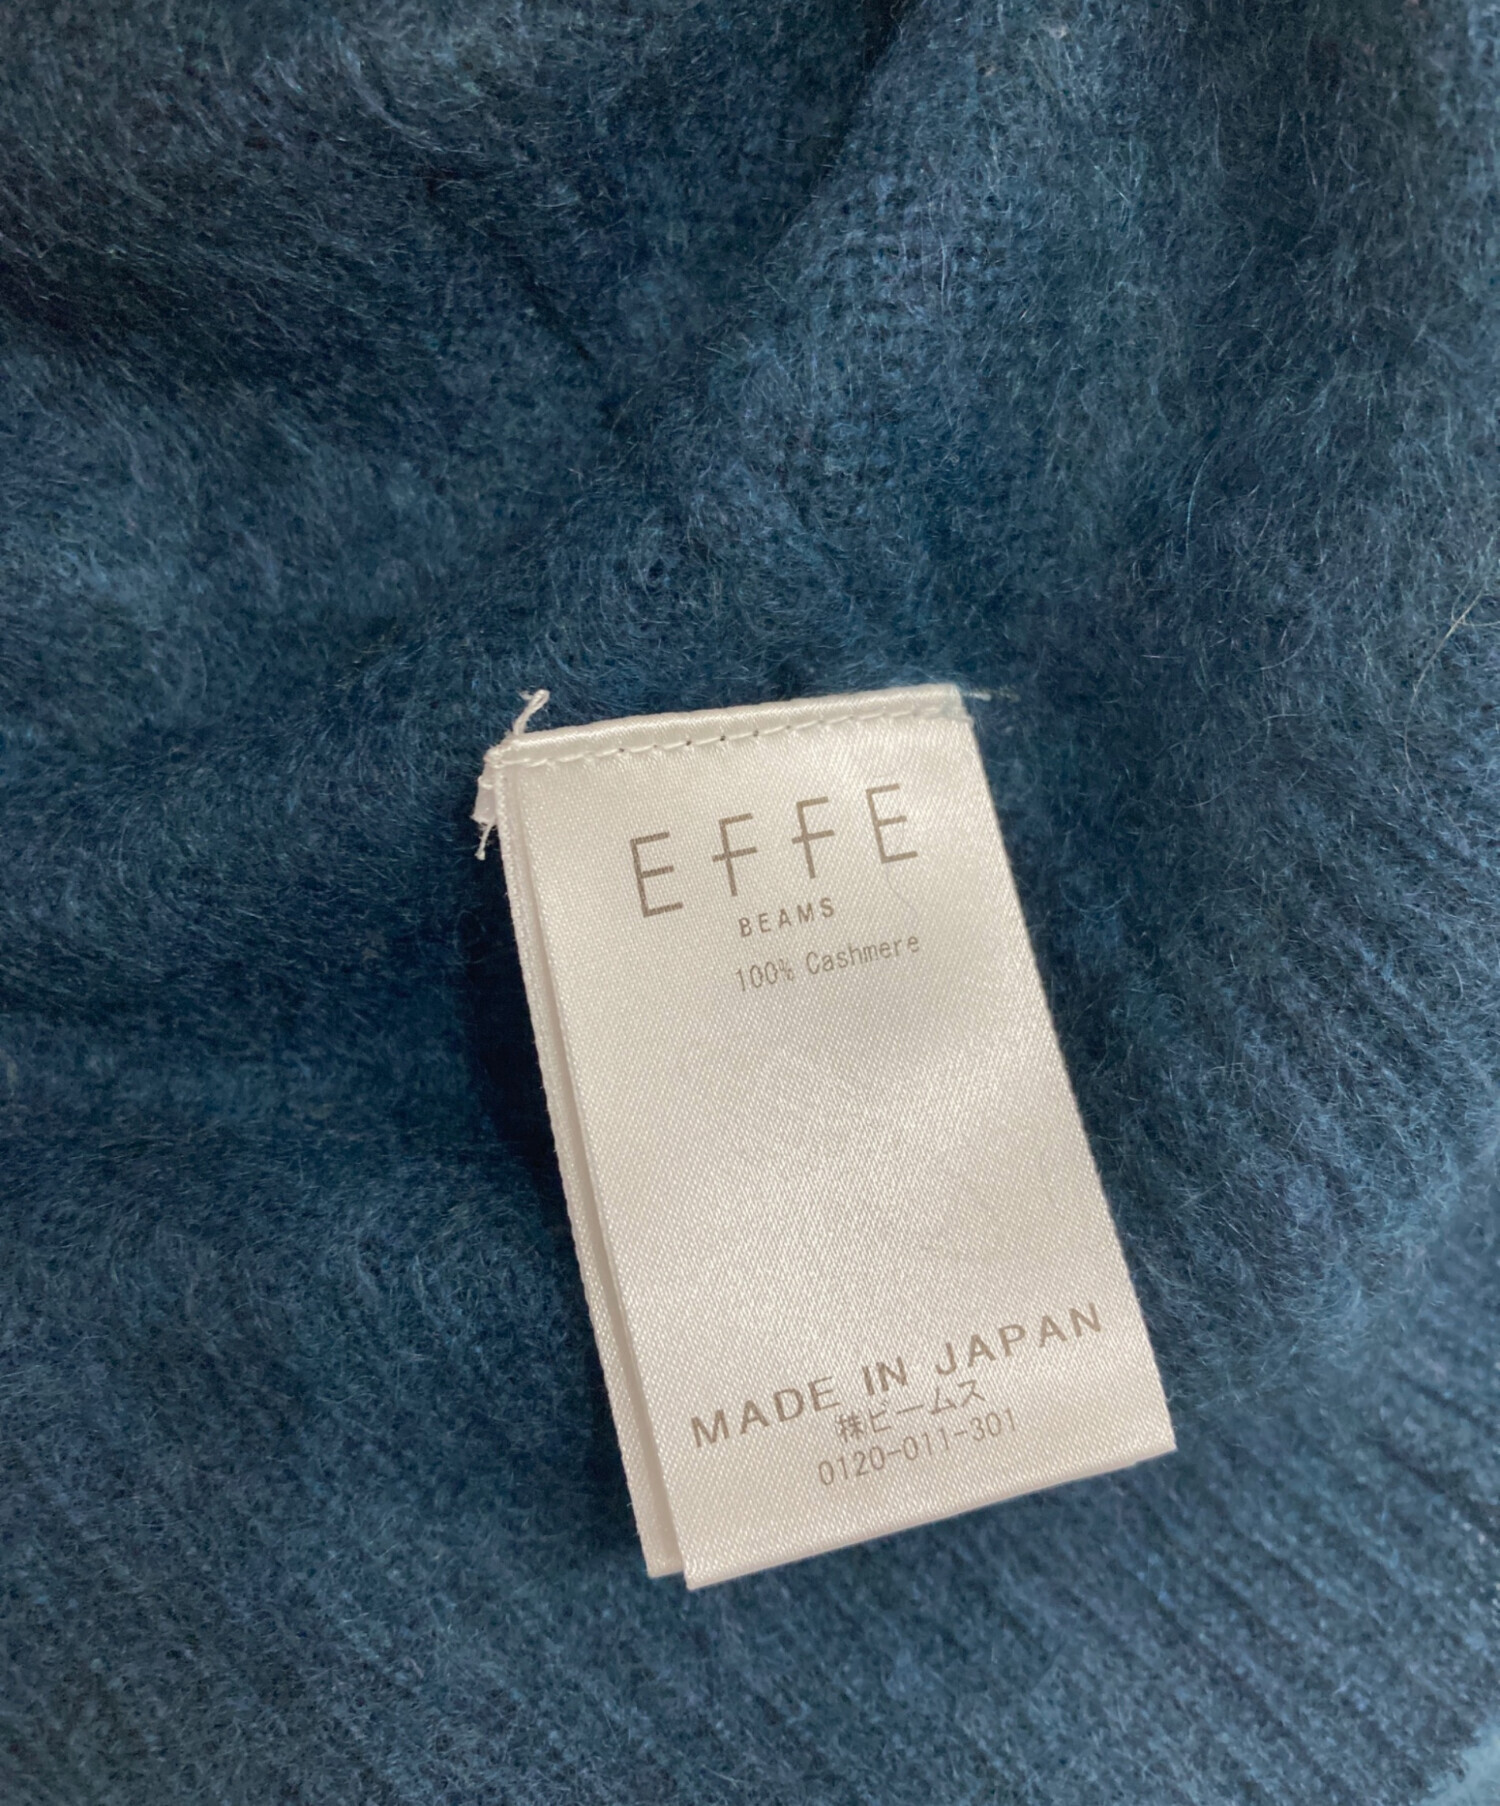 EFFE
BEAMS
100% Cashmere
MADE IN JAPAN
㈱ビームス
0120-011-301